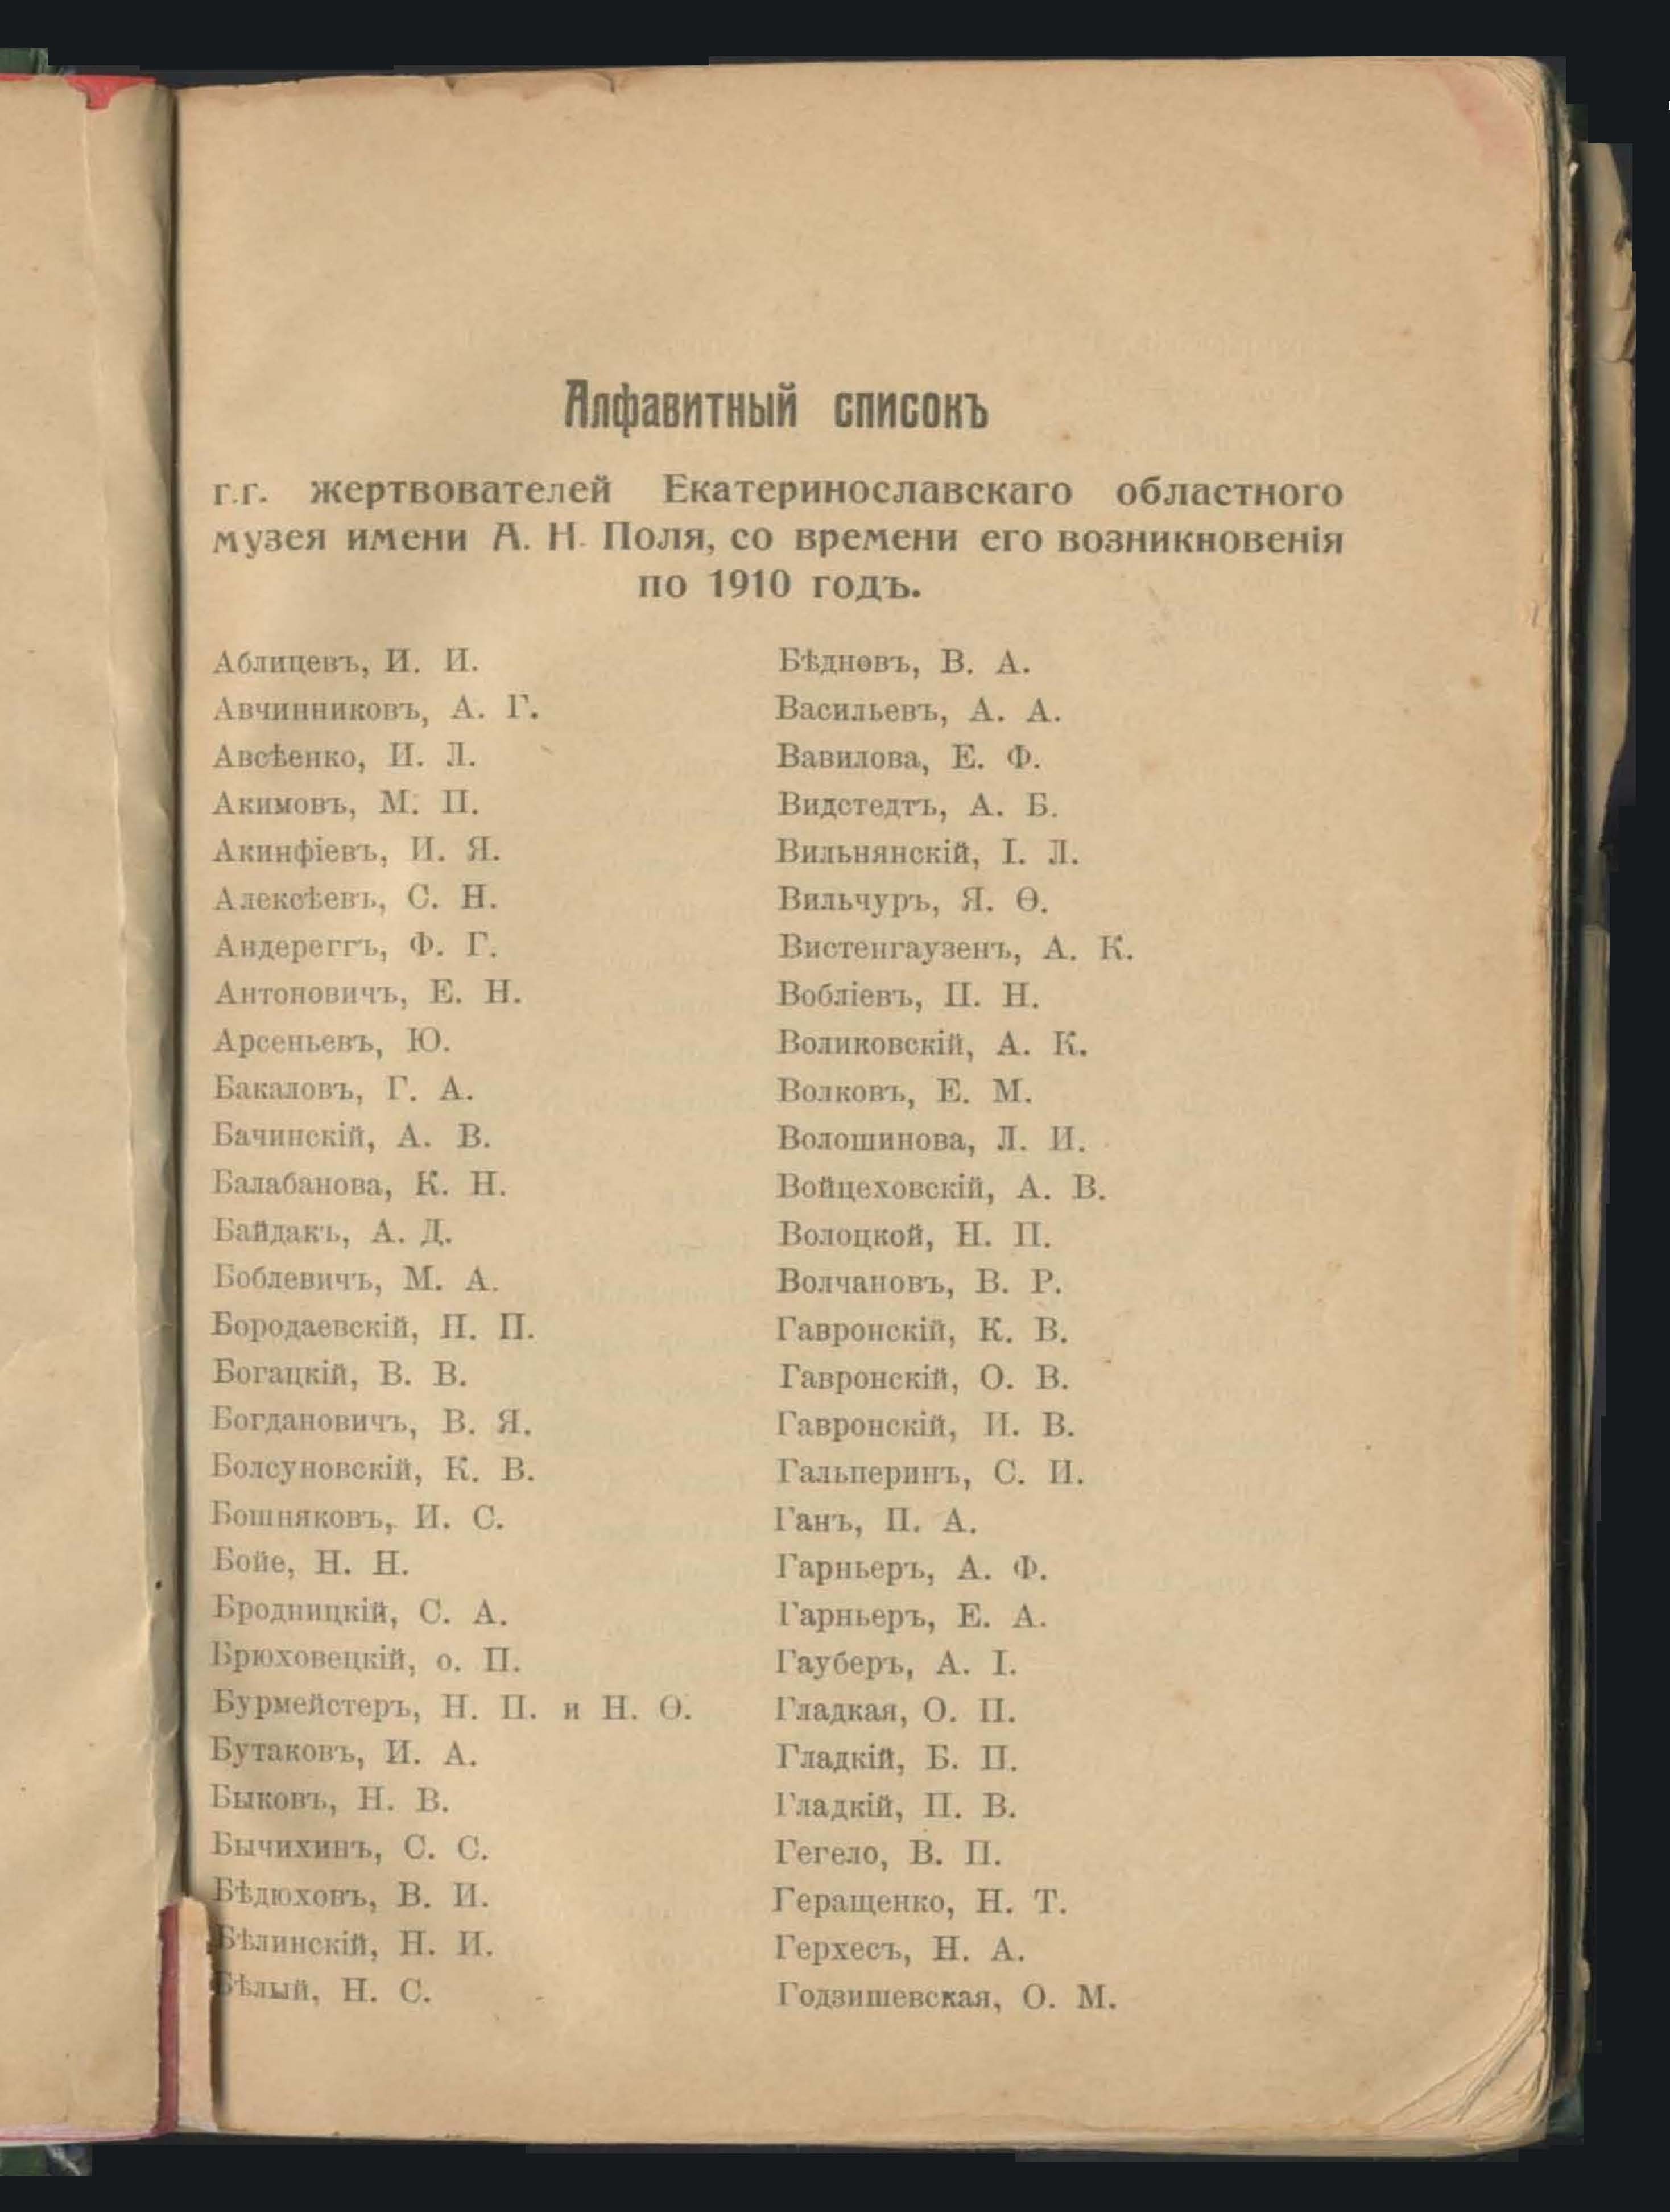 Алфавитный списокъ
г.г. жертвователей Екатеринославскаго областного
музея имени А. Н. Поля, со времени его возникновенія
по 1910 годъ.
Аблицевъ, И. И.
Авчинниковъ, А. Г.
Авсѣенко, И. Л.
Акимовъ, М. П.
Акинфіевъ, И. Я.
Алексѣевъ, С. Н.
Андереггъ, Ф. Г.
Антоновичъ, Е. Н.
Арсеньевъ, Ю.
Бакаловъ, Г. А.
Бачинскій, А. В.
Балабанова, К. Н.
Байдакъ, А. Д.
Боблевичъ, М. А.
Бородаевскій, П. П.
Богацкій, В. В.
Богдановичъ, В. Я.
Болсуновскій, К. В.
Бошняковъ, И. С.
Бойе, Н. Н.
Бродницкій, С. А.
Брюховецкій, о. П.
Бурмейстеръ, Н. П. и Н. Ѳ.
Бутаковъ, И. А.
Быковъ, Н. В.
Бычихинъ, С. С.
Бѣдюховъ, В. И.
Бѣлинскій, Н. И.
Бѣлый, Н. С.
Бѣдновъ, В. А.
Васильевъ, А. А.
Вавилова, Е. Ф.
Видстедтъ, А. Б.
Вильнянскій, І. Л.
Вильчуръ, Я. Ѳ.
Вистенгаузенъ, А. К.
Вобліевъ, П. Н.
Воликовскій, А. К.
Волковъ, Е. М.
Волошинова, Л. И.
Войцеховскій, А. В.
Волоцкой, Н. П.
Волчановъ, В. Р.
Гавронскій, К. В.
Гавронскій, О. В.
Гавронскій, И. В.
Гальперинъ, С. И.
Ганъ, П. А.
Гарньеръ, А. Ф.
Гарньеръ, Е. А.
Гауберъ, А. І.
Гладкая, О. П.
Гладкій, Б. П.
Гладкій, П. В.
Гегело, В. П.
Геращенко, Н. Т.
Герхесъ, Н. А.
Годзишевская, О. М.